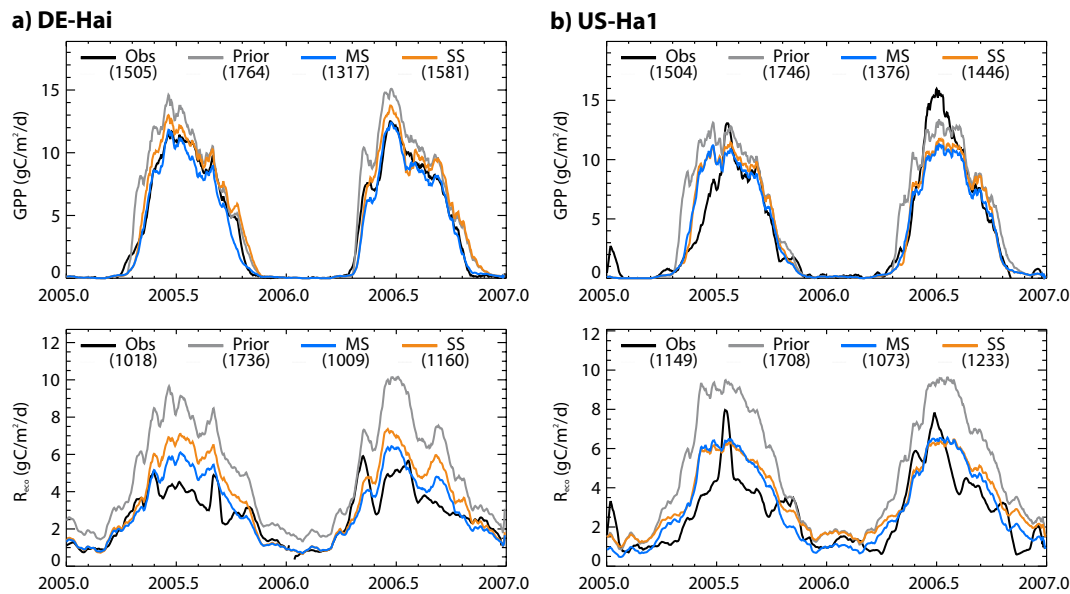 a) DE-Hai
b) US-Ha1
Obs Prior MS SS
(1505) (1764) (1317) (1581)
GPP (gC/m²/d)
15
10
5
0
2005.0 2005.5 2006.0 2006.5 2007.0
Obs Prior MS SS
(1504) (1746) (1376) (1446)
GPP (gC/m²/d)
15
10
5
0
2005.0 2005.5 2006.0 2006.5 2007.0
Obs Prior MS SS
(1018) (1736) (1009) (1160)
Reco (gC/m²/d)
12
10
8
6
4
2
0
2005.0 2005.5 2006.0 2006.5 2007.0
Obs Prior MS SS
(1149) (1708) (1073) (1233)
Reco (gC/m²/d)
12
10
8
6
4
2
0
2005.0 2005.5 2006.0 2006.5 2007.0